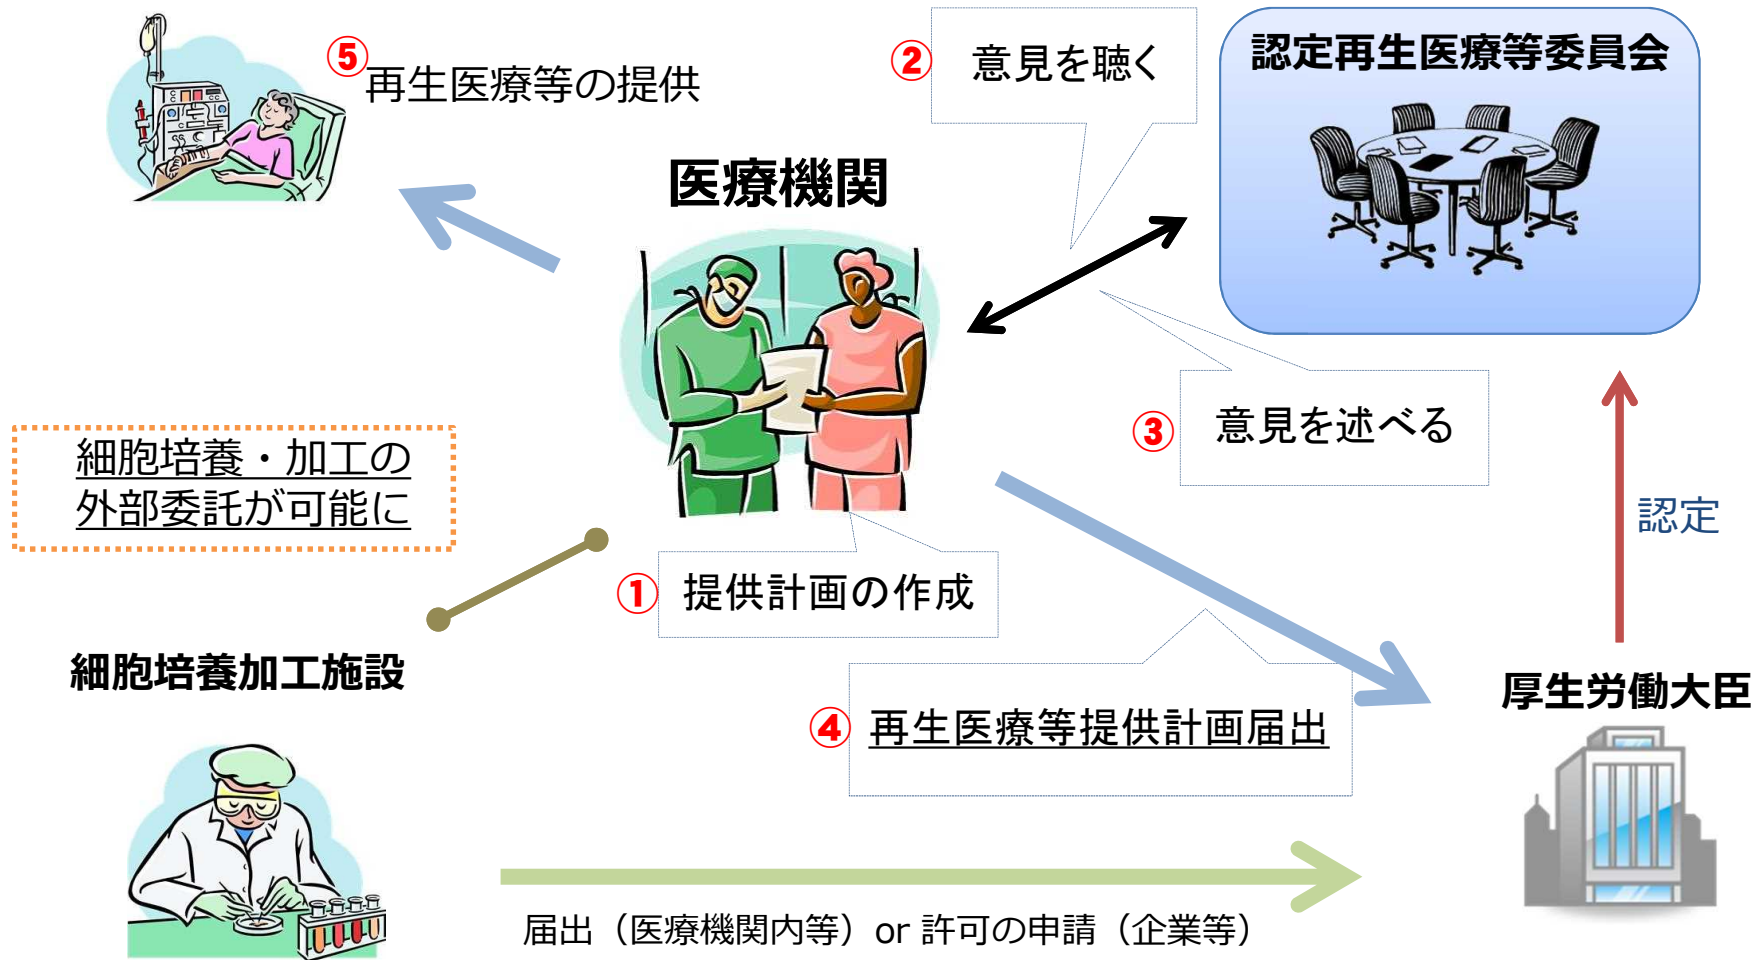 ⑤
再生医療等の提供
②
意見を聴く
認定再生医療等委員会
医療機関
③
意見を述べる
細胞培養・加工の
外部委託が可能に
認定
①
提供計画の作成
細胞培養加工施設
厚生労働大臣
④
再生医療等提供計画届出
届出（医療機関内等）or 許可の申請（企業等）